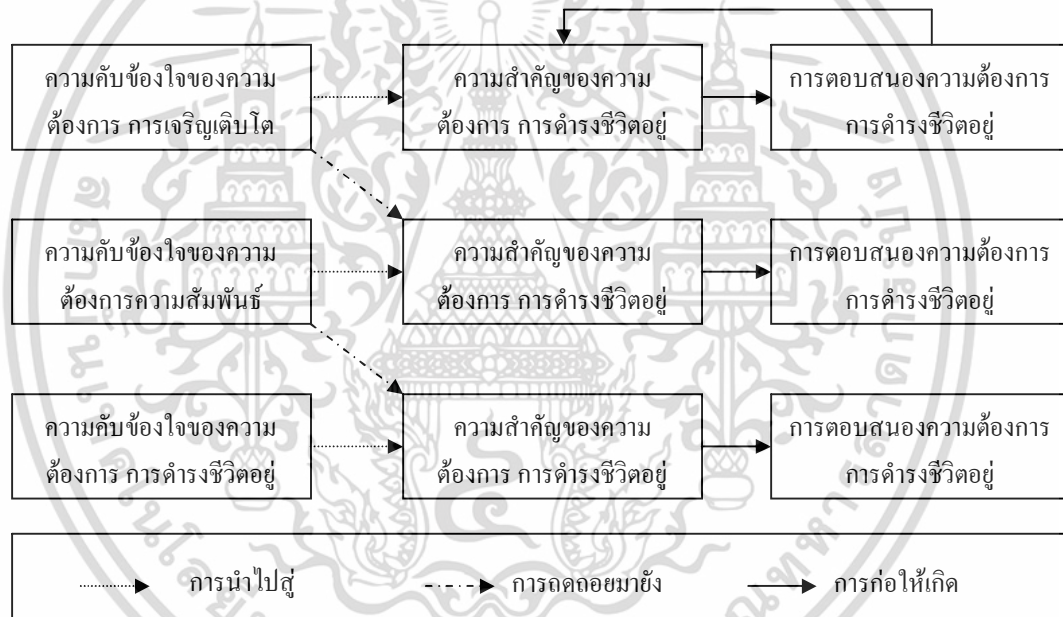 ความคับข้องใจของความ
ต้องการ การเจริญเติบโต
ความสำคัญของความ
ต้องการ การดำรงชีวิตอยู่
การตอบสนองความต้องการ
การดำรงชีวิตอยู่
ความคับข้องใจของความ
ต้องการความสัมพันธ์
ความสำคัญของความ
ต้องการ การดำรงชีวิตอยู่
การตอบสนองความต้องการ
การดำรงชีวิตอยู่
ความคับข้องใจของความ
ต้องการ การดำรงชีวิตอยู่
ความสำคัญของความ
ต้องการ การดำรงชีวิตอยู่
การตอบสนองความต้องการ
การดำรงชีวิตอยู่
การนำไปสู่
การถดถอยมายัง
การก่อให้เกิด